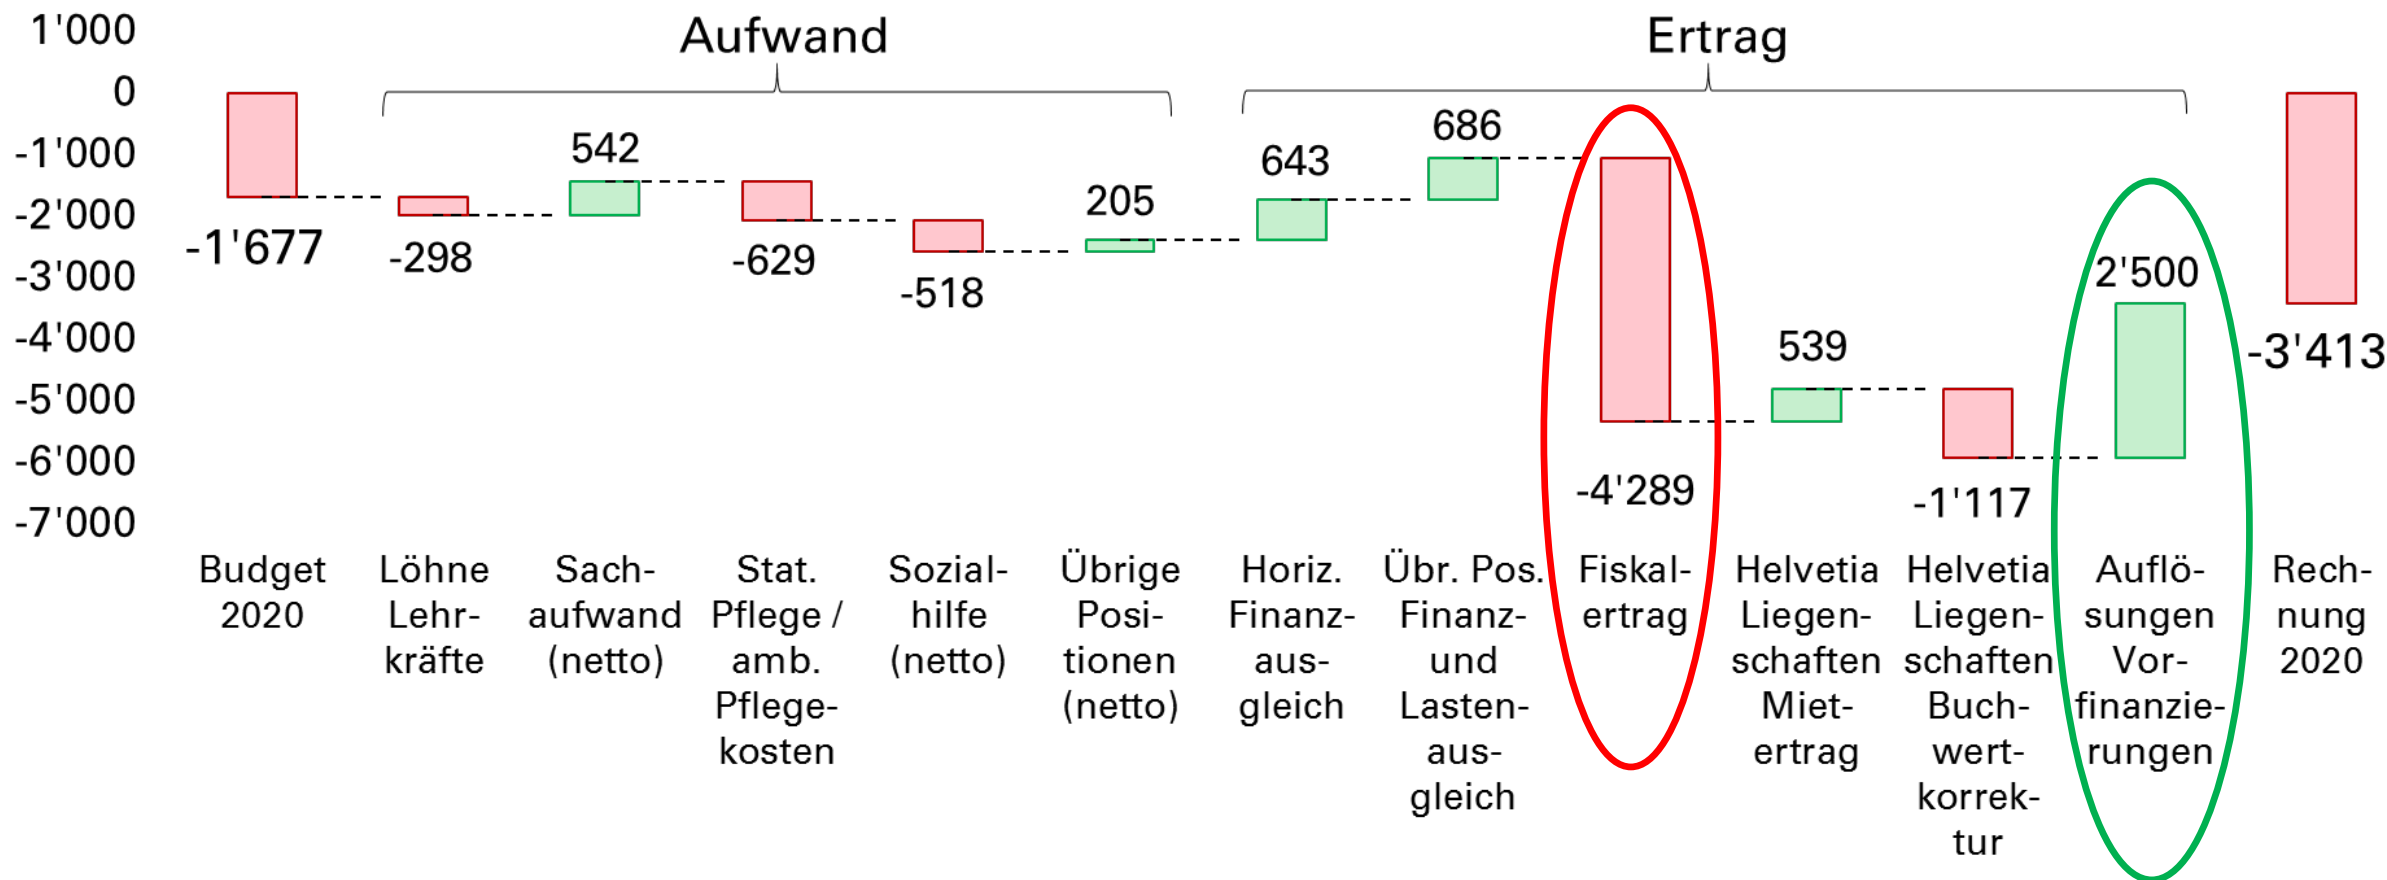 1'000
0
-1'000
-2'000
-3'000
-4'000
-5'000
-6'000
-7'000
Aufwand
Ertrag
-1'677
-298
542
-629
-518
205
643
686
-4'289
539
-1'117
2'500
-3'413
Budget
2020
Löhne
Lehr-
kräfte
Sach-
aufwand
(netto)
Stat.
Pflege /
amb.
Pflege-
kosten
Sozial-
hilfe
(netto)
Übrige
Posi-
tionen
(netto)
Horiz.
Finanz-
aus-
gleich
Übr. Pos.
Finanz-
und
Lasten-
aus-
gleich
Fiskal-
ertrag
Helvetia
Liegen-
schaften
Miet-
ertrag
Helvetia
Liegen-
schaften
Buch-
wert-
korrek-
tur
Auflö-
sungen
Vor-
finanzie-
rungen
Rech-
nung
2020